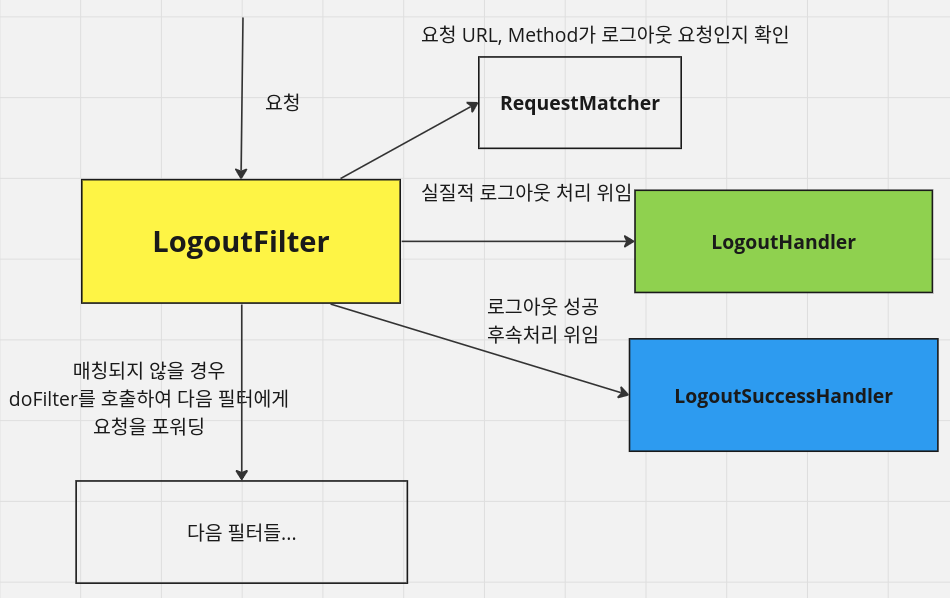 요청 URL, Method가 로그아웃 요청인지 확인
요청
RequestMatcher
실질적 로그아웃 처리 위임
LogoutFilter
LogoutHandler
로그아웃 성공
후속처리 위임
매칭되지 않을 경우
doFilter를 호출하여 다음 필터에게
요청을 포워딩
LogoutSuccessHandler
다음 필터들...